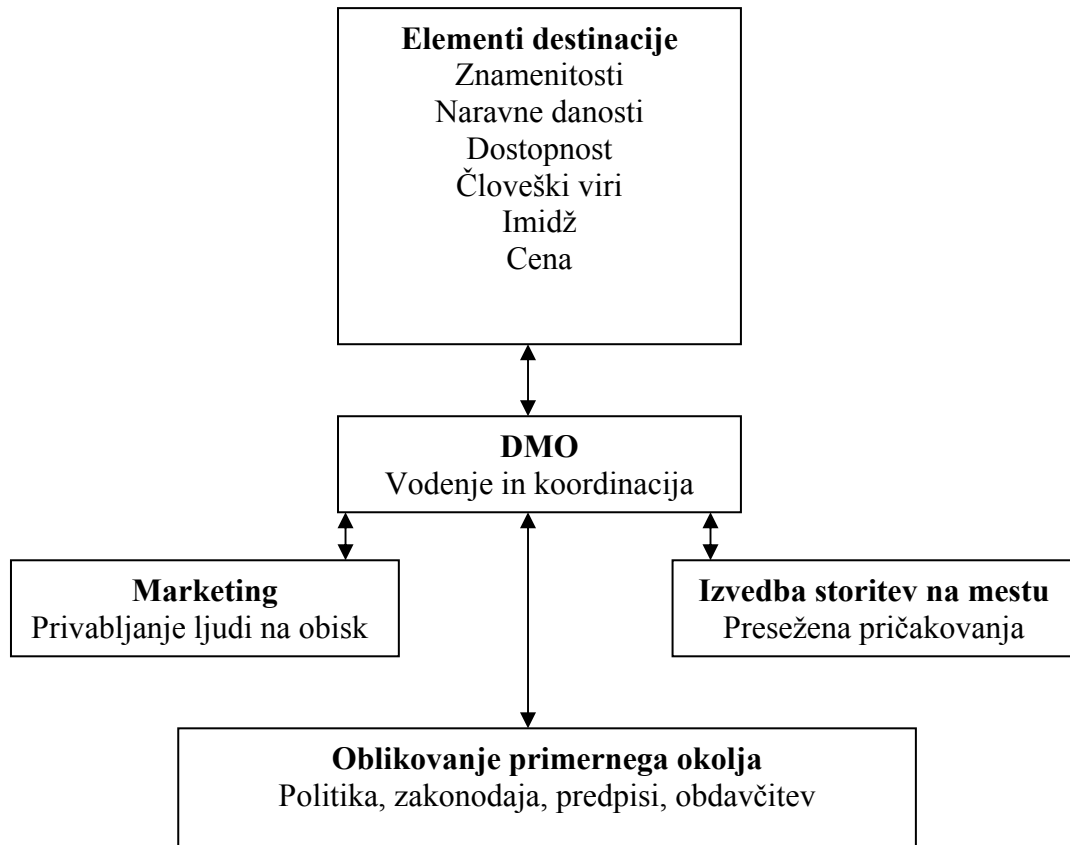 Elementi destinacije
Znamenitosti
Naravne danosti
Dostopnost
Človeški viri
Imidž
Cena
DMO
Vodenje in koordinacija
Marketing
Privabljanje ljudi na obisk
Izvedba storitev na mestu
Presežena pričakovanja
Oblikovanje primernega okolja
Politika, zakonodaja, predpisi, obdavčitev